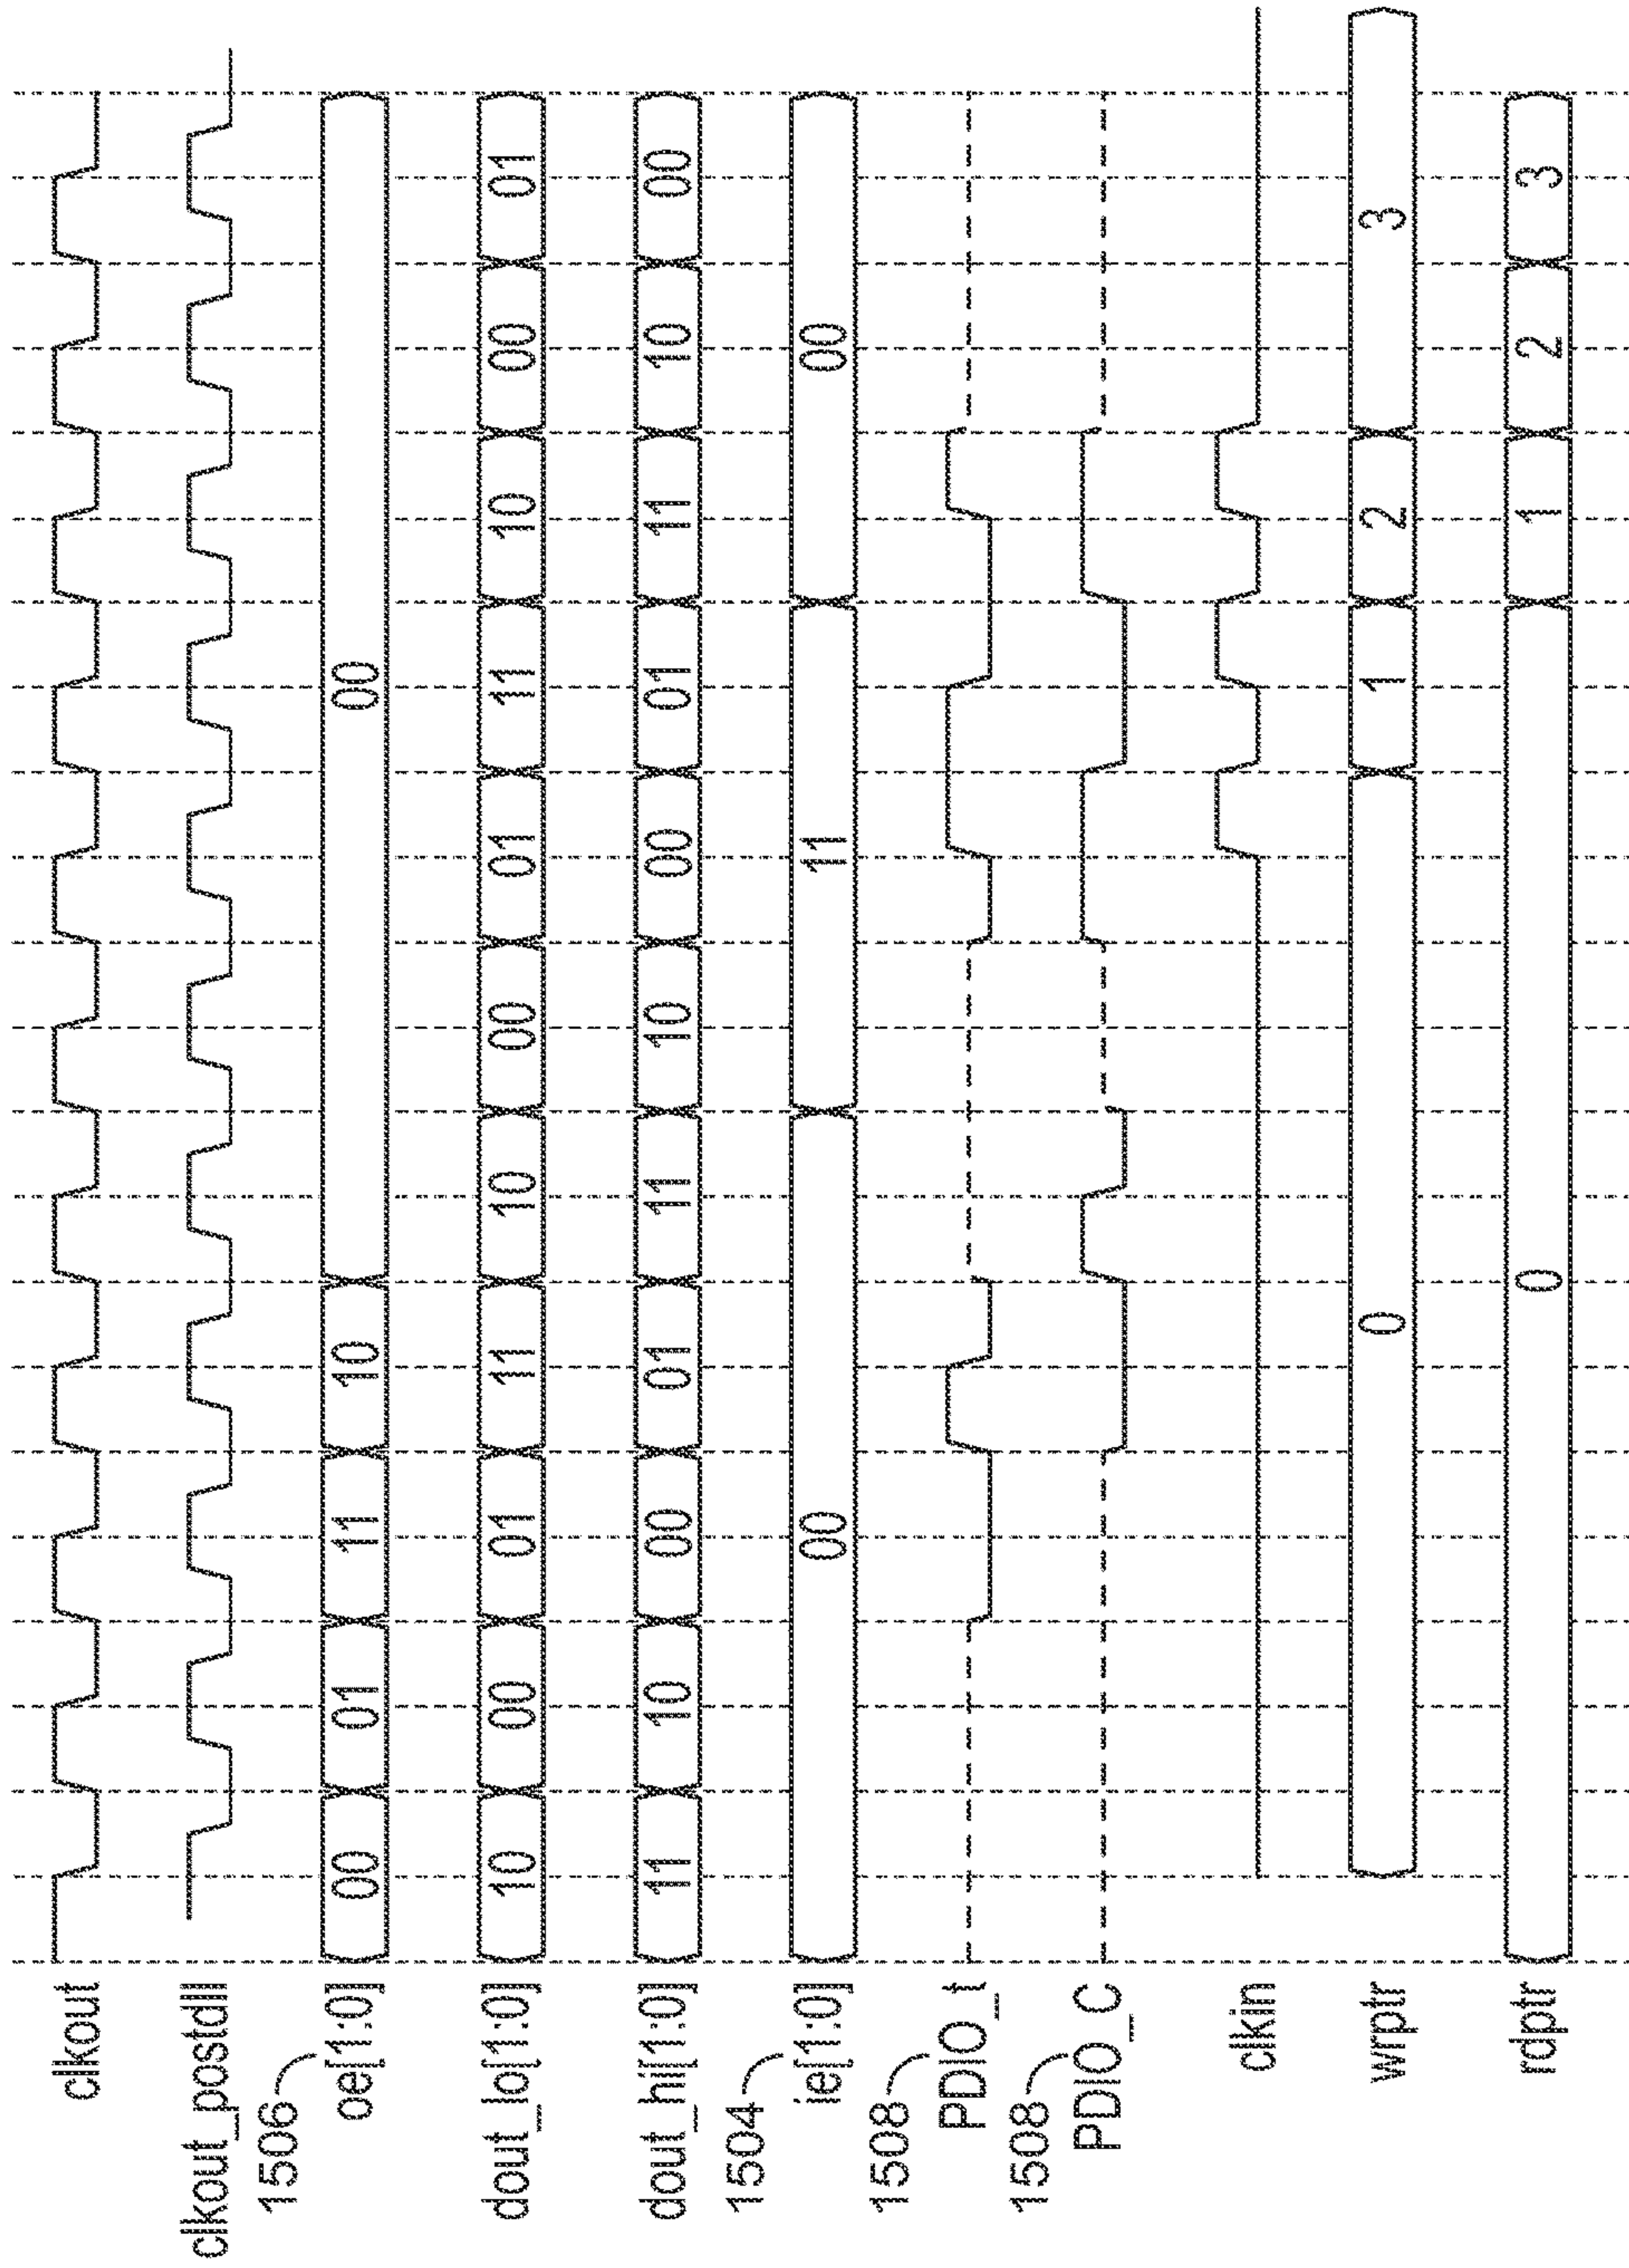 clkout
clkout_postdll
1506
oe[1:0] 00 01 11 10 00
dout_lo[1:0] 10 00 01 11 10 00 01 11 10 00 01
dout_hi[1:0] 11 10 00 01 11 10 00 01 11 10 00
1504
ie[1:0] 00 11 00
1508
PDIO_t
1508
PDIO_C
clkin
wrptr 0 1 2 3
rdptr 0 1 2 3